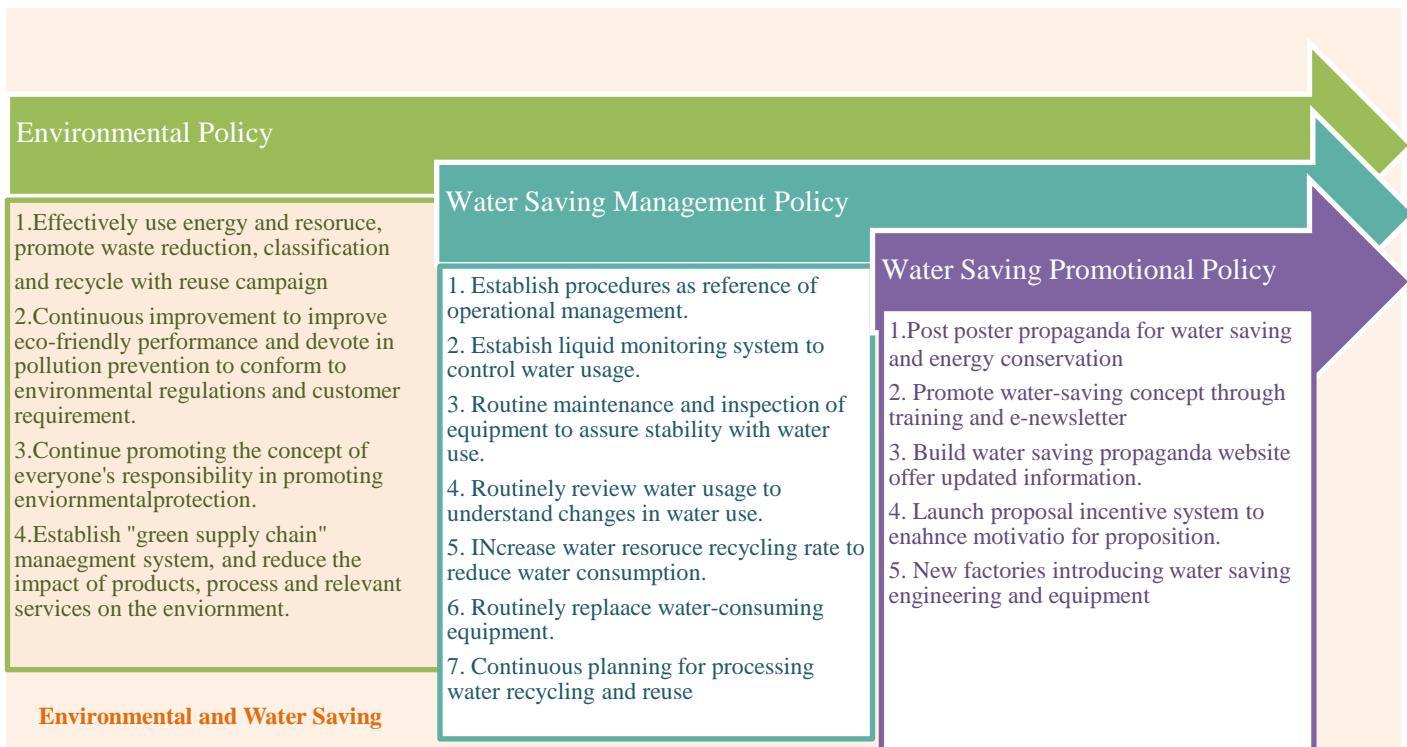 Environmental Policy
1.Effectively use energy and resoruce,
promote waste reduction, classification
and recycle with reuse campaign
2.Continuous improvement to improve
eco-friendly performance and devote in
pollution prevention to conform to
environmental regulations and customer
requirement.
3.Continue promoting the concept of
everyone's responsibility in promoting
enviornmentalprotection.
4.Establish "green supply chain"
manaegment system, and reduce the
impact of products, process and relevant
services on the enviornment.
Water Saving Management Policy
1. Establish procedures as reference of
operational management.
2. Estabish liquid monitoring system to
control water usage.
3. Routine maintenance and inspection of
equipment to assure stability with water
use.
4. Routinely review water usage to
understand changes in water use.
5. INcrease water resoruce recycling rate to
reduce water consumption.
6. Routinely replaace water-consuming
equipment.
7. Continuous planning for processing
water recycling and reuse
Water Saving Promotional Policy
1.Post poster propaganda for water saving
and energy conservation
2. Promote water-saving concept through
training and e-newsletter
3. Build water saving propaganda website
offer updated information.
4. Launch proposal incentive system to
enahnce motivatio for proposition.
5. New factories introducing water saving
engineering and equipment
Environmental and Water Saving